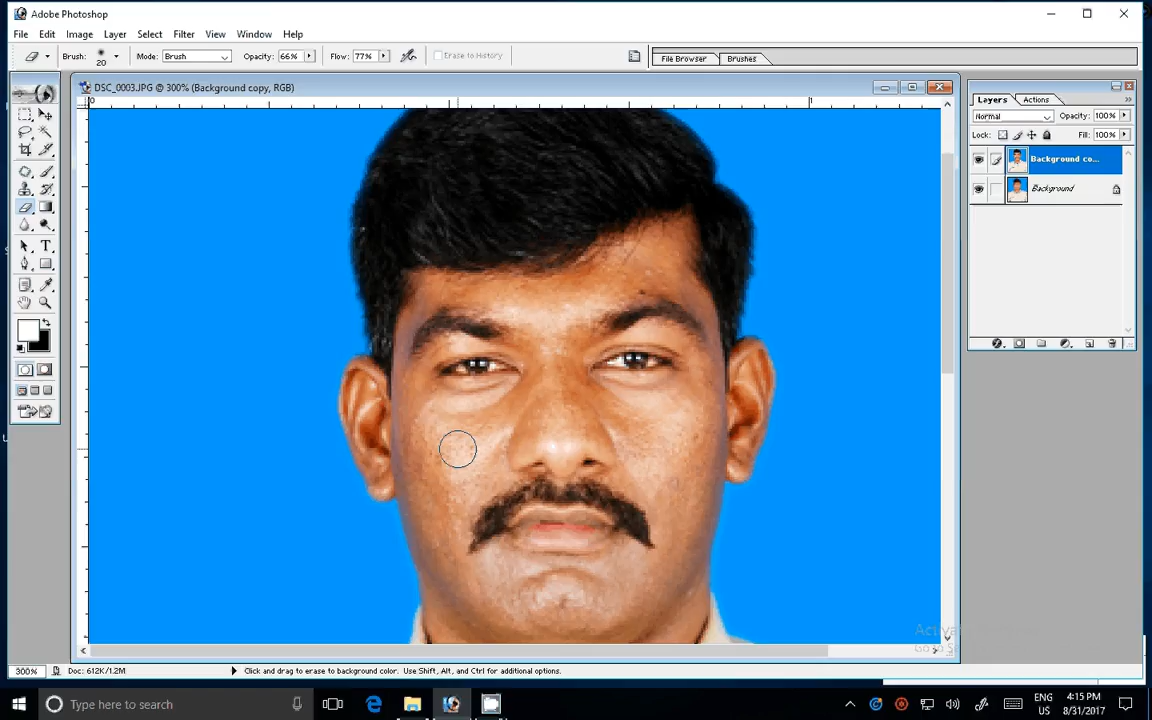 Adobe Photoshop
File Edit Image Layer Select Filter View Window Help
Brush: 20 Mode: Brush Opacity: 66% Flow: 77% Erase to History File Browser Brushes
DSC_0003.JPG @ 300% (Background copy, RGB)
0 1
Layers Actions
Normal Opacity: 100%
Lock: Fill: 100%
Background co...
Background
T
300% Doc: 612K/1.2M Click and drag to erase to background color. Use Shift, Alt, and Ctrl for additional options.
Type here to search
ENG
US
4:15 PM
8/31/2017